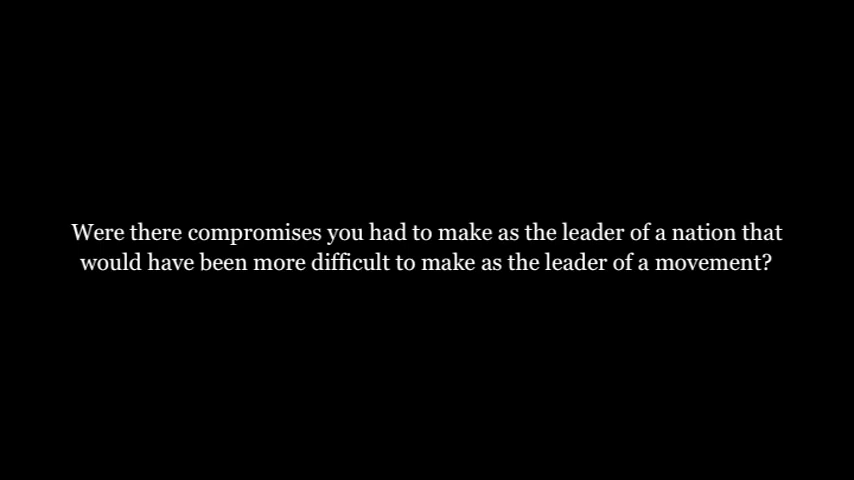 Were there compromises you had to make as the leader of a nation that
would have been more difficult to make as the leader of a movement?